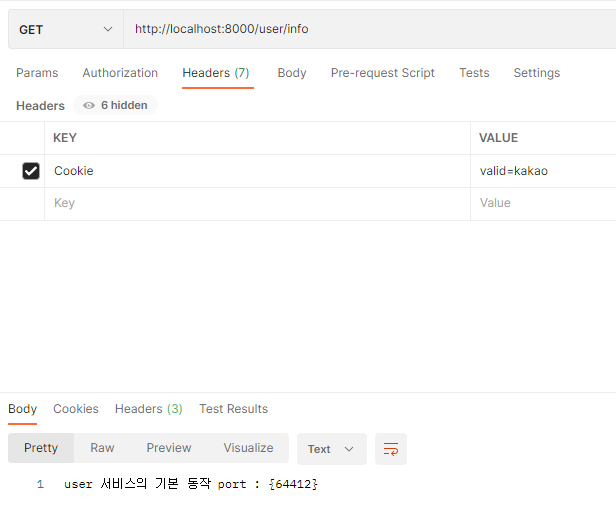 GET http://localhost:8000/user/info
Params Authorization Headers (7) Body Pre-request Script Tests Settings
Headers 6 hidden
KEY VALUE
Cookie valid=kakao
Key Value
Body Cookies Headers (3) Test Results
Pretty Raw Preview Visualize Text
1 user 서비스의 기본 동작 port : {64412}